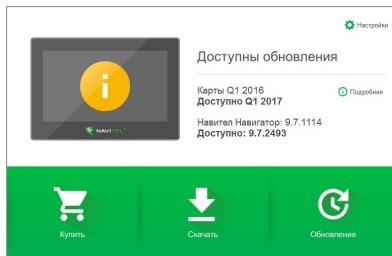 Настройки
Доступны обновления
Карты Q1 2016
Подробнее
Доступно Q1 2017
Навител Навигатор: 9.7.1114
Доступно: 9.7.2493
NAVITEL
Купить
Скачать
Обновление